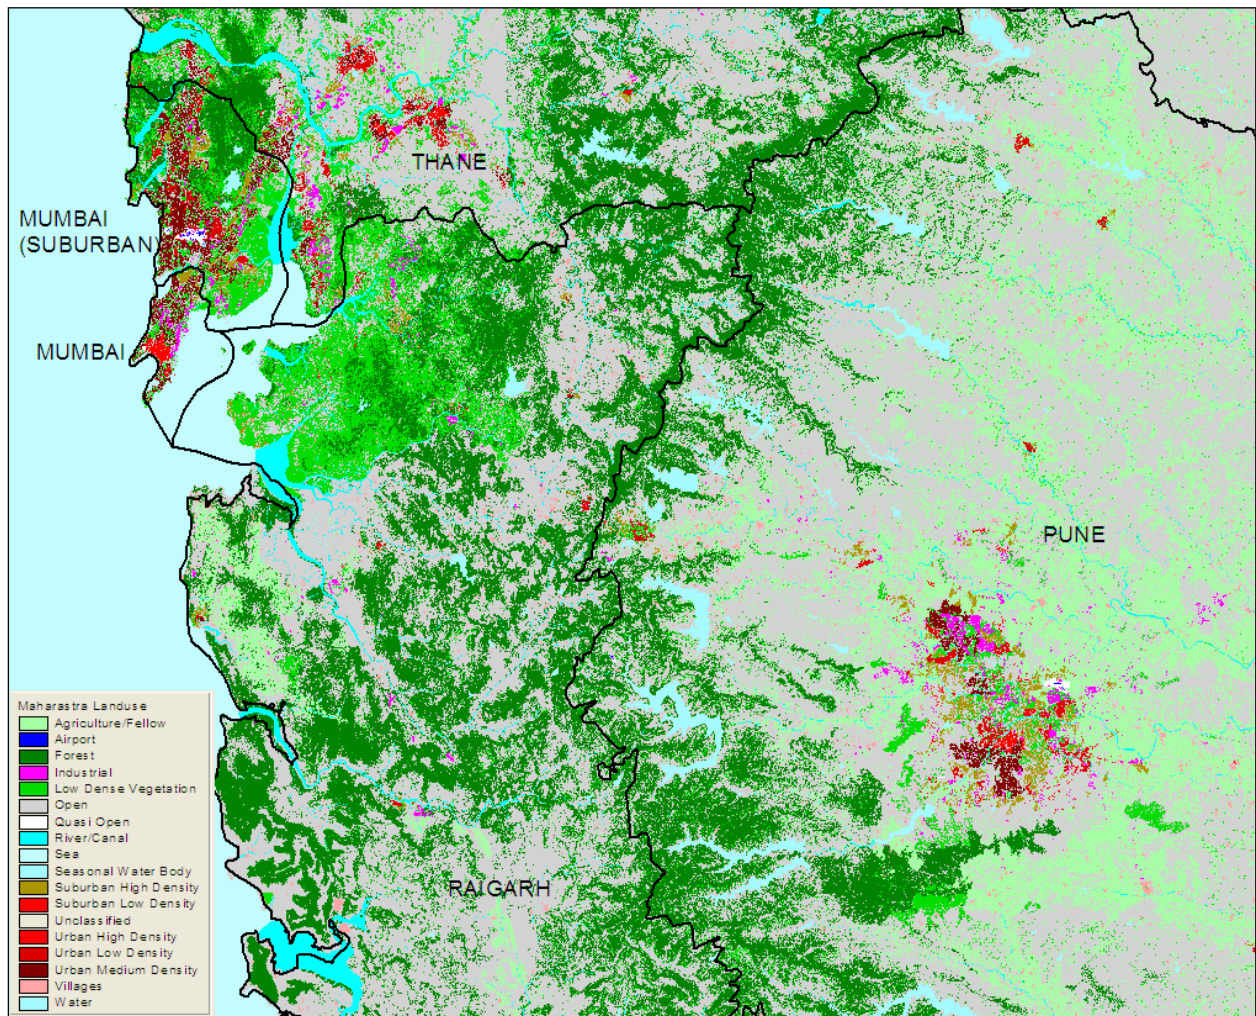 THANE
MUMBAI
(SUBURBAN)
MUMBAI
PUNE
RAIGARH
Maharastra Landuse
Agriculture/Fellow
Airport
Forest
Industrial
Low Dense Vegetation
Open
Quasi Open
River/Canal
Sea
Seasonal Water Body
Suburban High Density
Suburban Low Density
Unclassified
Urban High Density
Urban Low Density
Urban Medium Density
Villages
Water